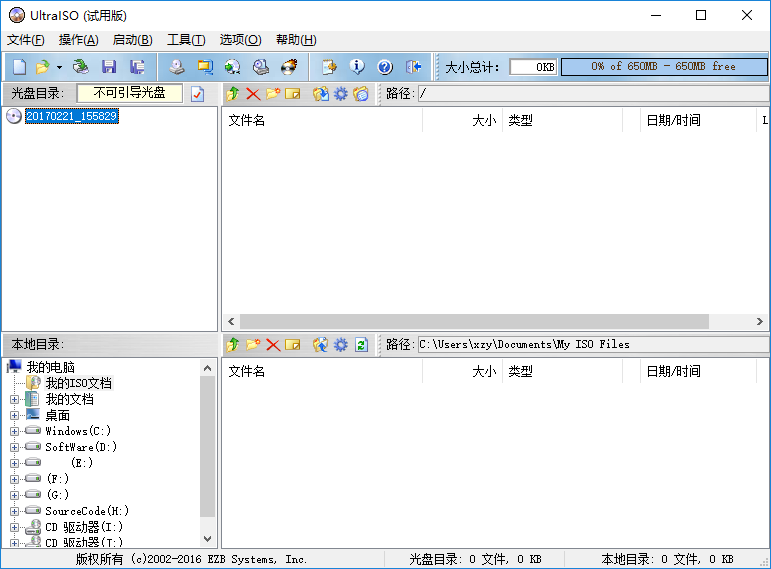 UltraISO (试用版)
文件(F) 操作(A) 启动(B) 工具(T) 选项(O) 帮助(H)
大小总计: 0KB 0% of 650MB - 650MB free
光盘目录: 不可引导光盘 路径: /
20170221_155829
文件名 大小 类型 日期/时间 L
本地目录: 路径: C:\Users\xzy\Documents\My ISO Files
文件名 大小 类型 日期/时间
我的电脑
我的ISO文档
我的文档
桌面
Windows(C:)
SoftWare(D:)
(E:)
(F:)
(G:)
SourceCode(H:)
CD 驱动器(I:)
CD 驱动器(T:)
版权所有 (c)2002-2016 EZB Systems, Inc. 光盘目录: 0 文件, 0 KB 本地目录: 0 文件, 0 KB